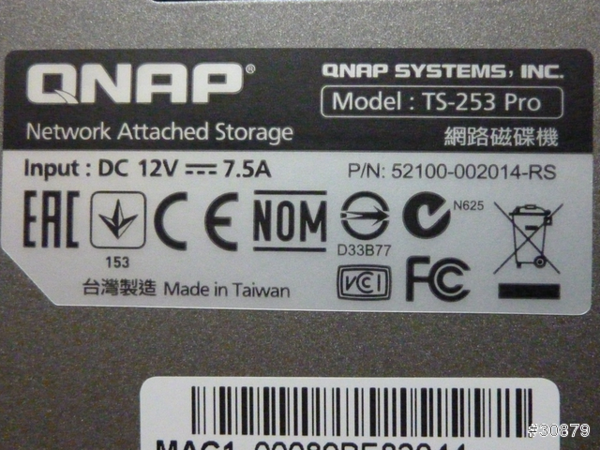 QNAP®
QNAP SYSTEMS, INC.
Model : TS-253 Pro
Network Attached Storage
網路磁碟機
Input : DC 12V 7.5A
P/N: 52100-002014-RS
EAC
153
CE
NOM
D33B77
N625
VCI
FC
台灣製造 Made in Taiwan
#30879